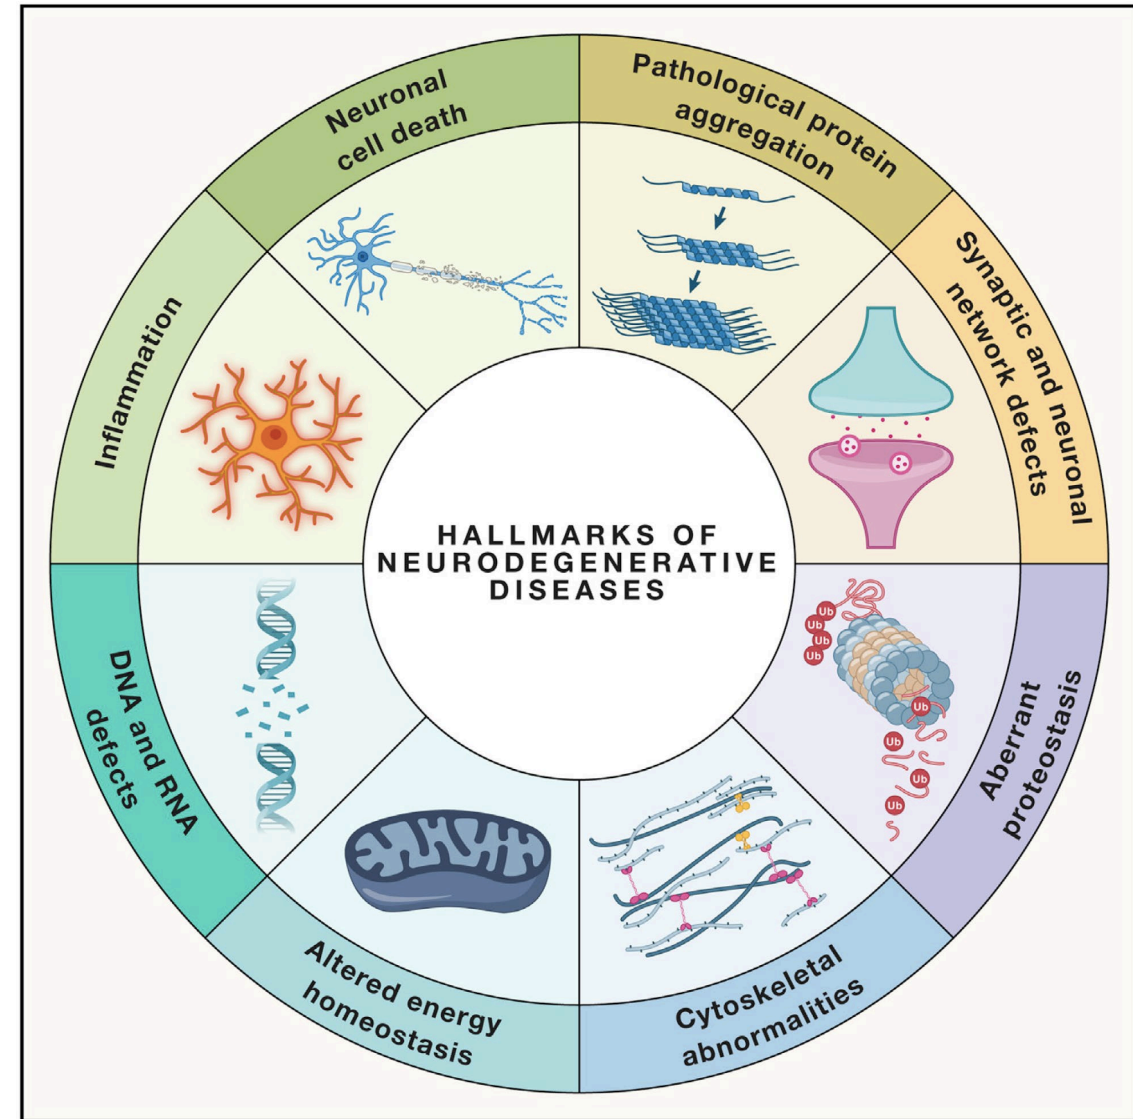 HALLMARKS OF
NEURODEGENERATIVE
DISEASES
Pathological protein
aggregation
Synaptic and neuronal
network defects
Ub
Ub
Ub
Ub
Ub
Ub
Ub
Ub
Aberrant
proteostasis
Cytoskeletal
abnormalities
Altered energy
homeostasis
DNA and RNA
defects
Inflammation
Neuronal
cell death